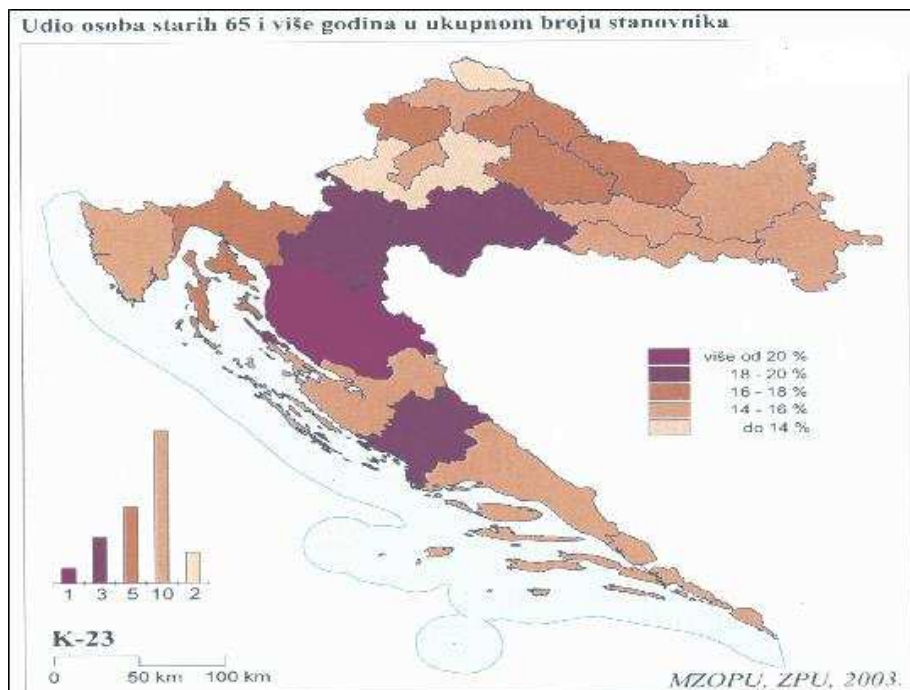 Udio osoba starih 65 i više godina u ukupnom broju stanovnika
više od 20 %
18 - 20 %
16 - 18 %
14 - 16 %
do 14 %
1 3 5 10 2
K-23
0 50 km 100 km
MZOPU, ZPU, 2003.